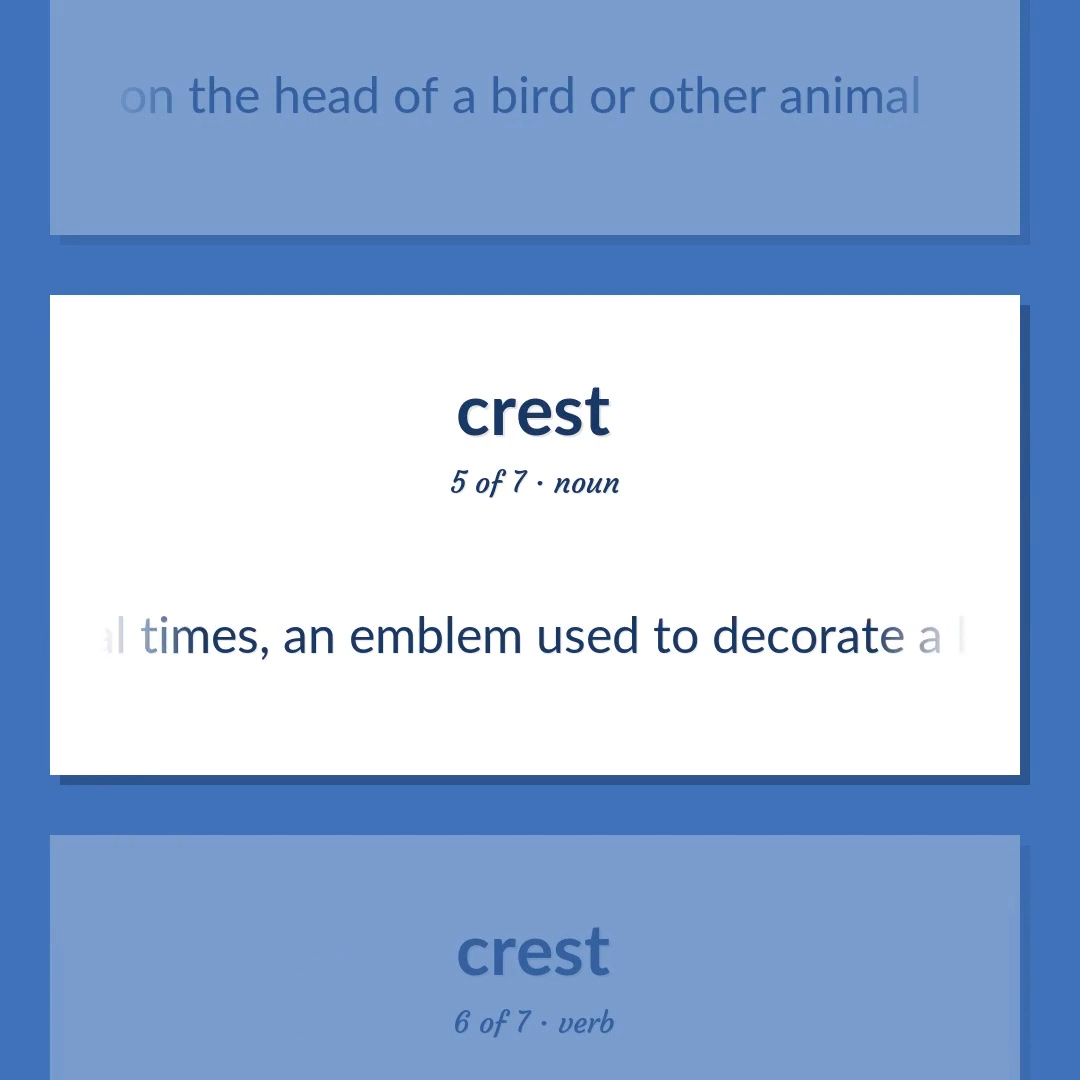 on the head of a bird or other animal
crest
5 of 7 · noun
al times, an emblem used to decorate a
crest
6 of 7 · verb